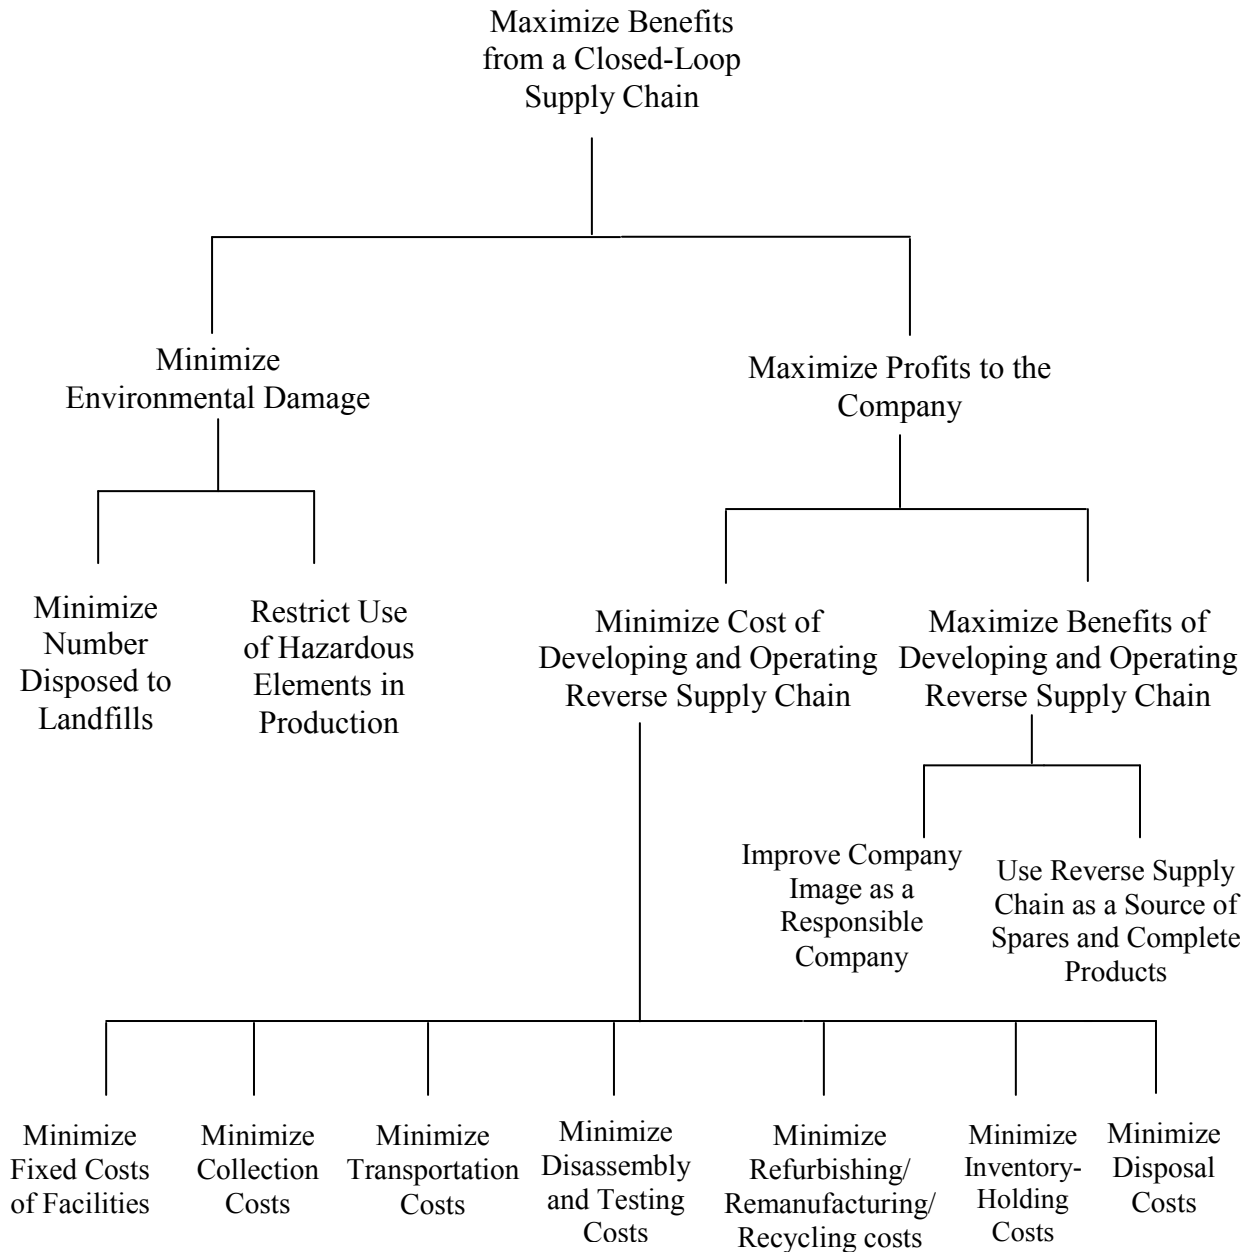 Maximize Benefits
from a Closed-Loop
Supply Chain
Minimize
Environmental Damage
Maximize Profits to the
Company
Minimize
Number
Disposed to
Landfills
Restrict Use
of Hazardous
Elements in
Production
Minimize Cost of
Developing and Operating
Reverse Supply Chain
Maximize Benefits of
Developing and Operating
Reverse Supply Chain
Improve Company
Image as a
Responsible
Company
Use Reverse Supply
Chain as a Source of
Spares and Complete
Products
Minimize
Fixed Costs
of Facilities
Minimize
Collection
Costs
Minimize
Transportation
Costs
Minimize
Disassembly
and Testing
Costs
Minimize
Refurbishing/
Remanufacturing/
Recycling costs
Minimize
Inventory-
Holding
Costs
Minimize
Disposal
Costs